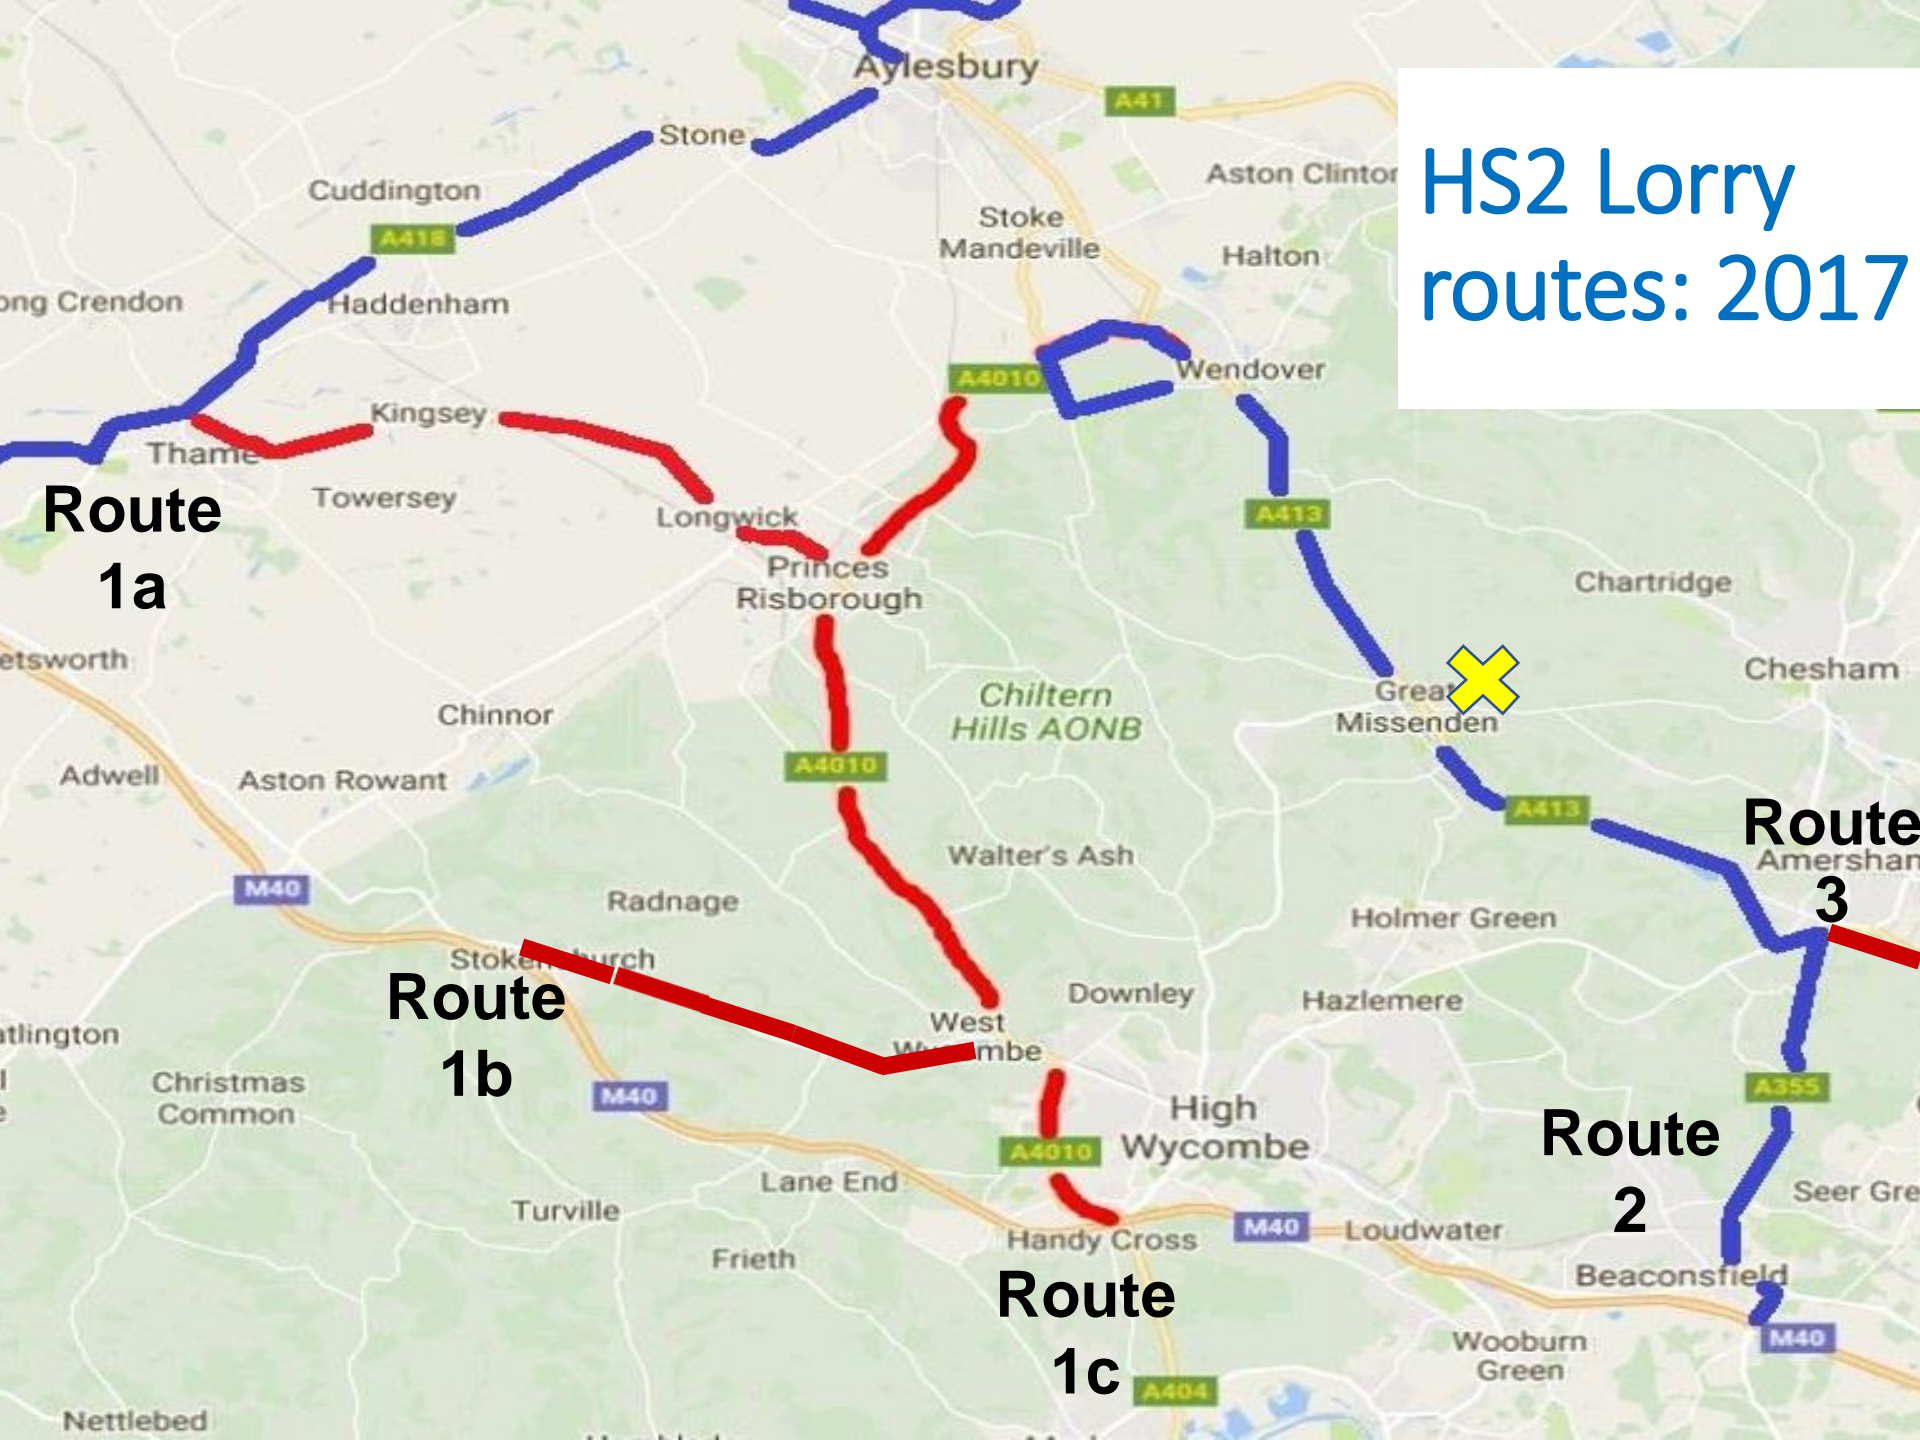 Aylesbury
A41
HS2 Lorry
routes: 2017
Stone
Aston Clinton
Cuddington
Stoke
Mandeville
A418
Halton
ong Crendon
Haddenham
Wendover
A4010
Kingsey
Thame
Route
1a
Towersey
Longwick
A413
Princes
Risborough
Chartridge
etsworth
Chesham
Great
Missenden
Chiltern
Hills AONB
Chinnor
A4010
Adwell
Aston Rowant
A413
Route
3
Amersham
Walter's Ash
M40
Radnage
Holmer Green
Stokenchurch
Route
1b
Downley
Hazlemere
West
Wycombe
atlington
Christmas
Common
M40
A355
High
Wycombe
Route
2
A4010
Lane End
Seer Gre
Turville
M40
Loudwater
Handy Cross
Frieth
Beaconsfield
Route
1c
M40
Wooburn
Green
A404
Nettlebed